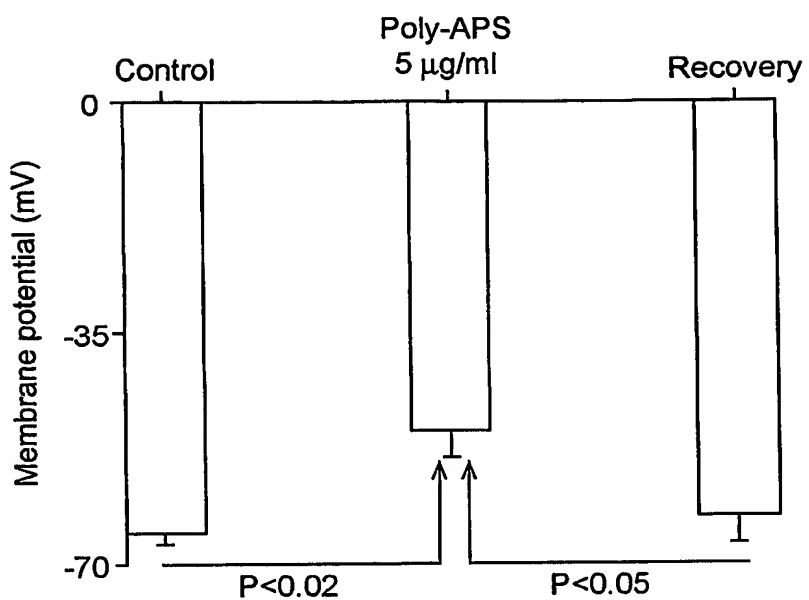 Poly-APS
Control
5 µg/ml
Recovery
0
Membrane potential (mV)
-35
-70
P<0.02
P<0.05